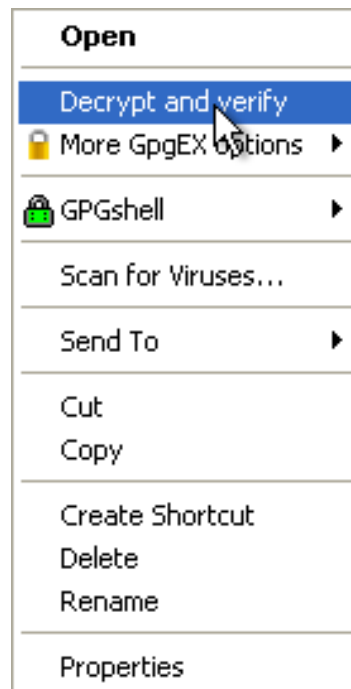 Open
Decrypt and verify
More GpgEX options
GPGshell
Scan for Viruses...
Send To
Cut
Copy
Create Shortcut
Delete
Rename
Properties